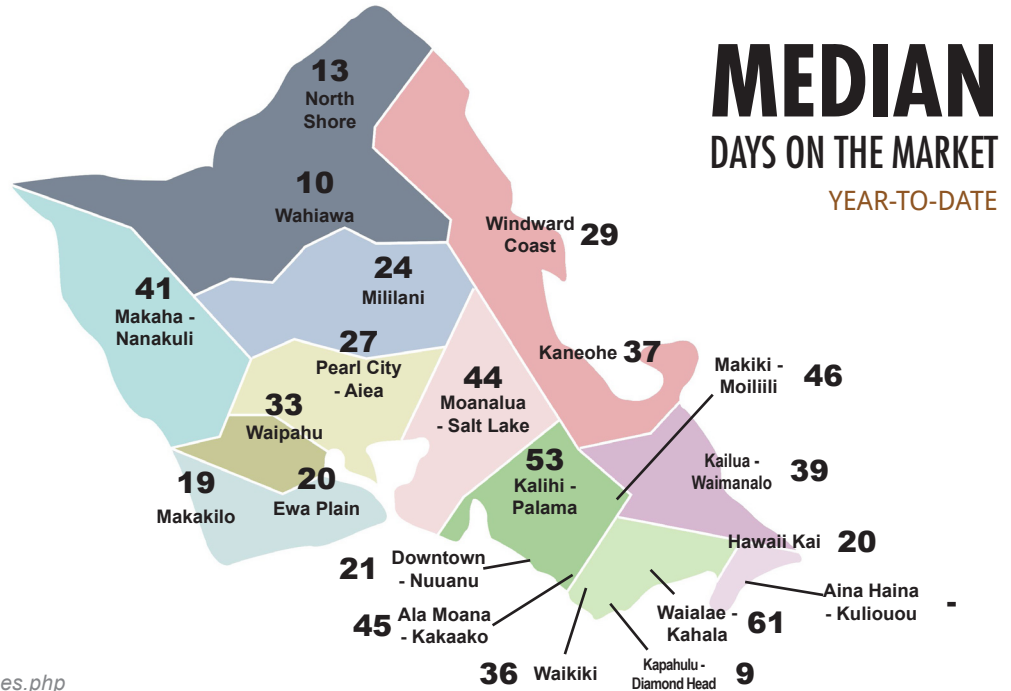 MEDIAN
DAYS ON THE MARKET
YEAR-TO-DATE
13
North
Shore
10
Wahiawa
Windward
Coast 29
24
Mililani
41
Makaha -
Nanakuli
27
Pearl City
- Aiea
Kaneohe 37
44
Moanalua
- Salt Lake
Makiki -
Moiliili 46
33
Waipahu
53
Kalihi -
Palama
Kailua -
Waimanalo 39
19
Makakilo
20
Ewa Plain
Hawaii Kai 20
21 Downtown
- Nuuanu
Aina Haina
- Kuliouou -
45 Ala Moana
- Kakaako
Waialae -
Kahala 61
36 Waikiki
Kapahulu -
Diamond Head 9
es.php